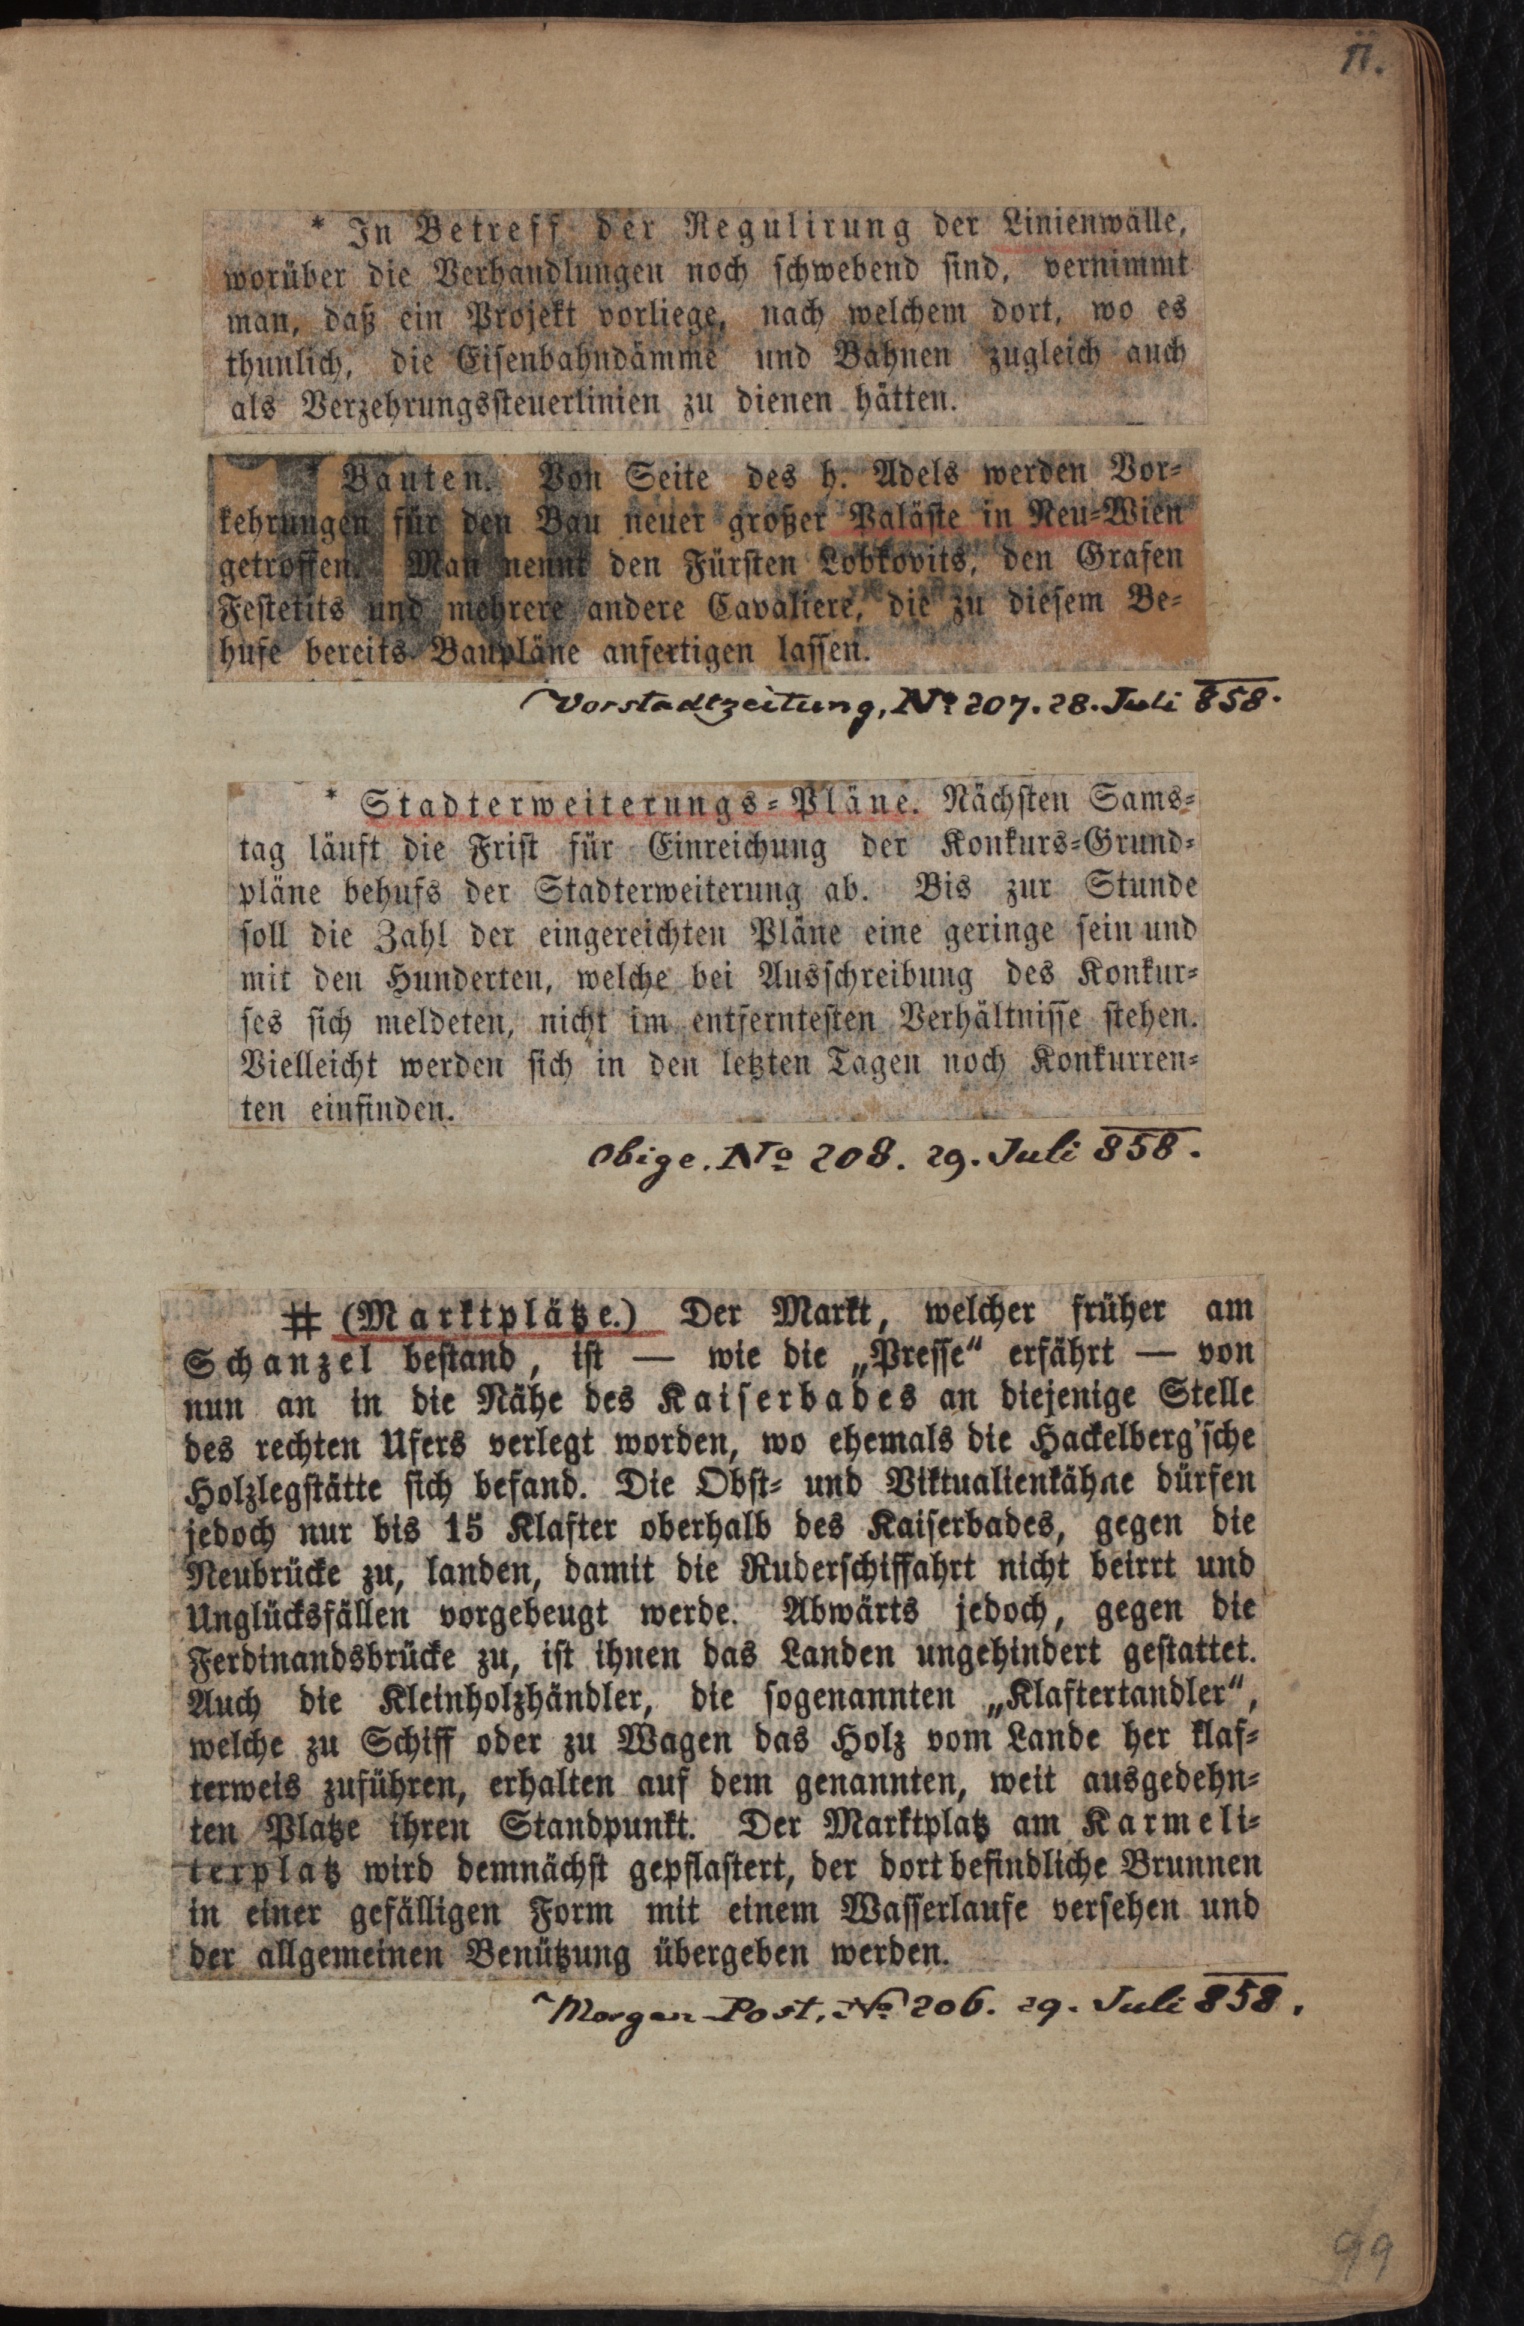 11.
* In Betreff der Regulirung der Linienwälle,
worüber die Verhandlungen noch schwebend sind, vernimmt
man, daß ein Projekt vorliege, nach welchem dort, wo es
thunlich, die Eisenbahndämme und Bahnen zugleich auch
als Verzehrungssteuerlinien zu dienen hätten.
* Bauten. Von Seite des h. Adels werden Vor-
kehrungen für den Bau neuer großer Paläste in Neu-Wien
getroffen. Man nennt den Fürsten Lobkovits, den Grafen
Festetits und mehrere andere Cavaliere, die zu diesem Be-
hufe bereits Baupläne anfertigen lassen.
Vorstadtzeitung, No 207. 28. Juli 858.
* Stadterweiterungs-Pläne. Nächsten Sams-
tag läuft die Frist für Einreichung der Konkurs-Grund-
pläne behufs der Stadterweiterung ab. Bis zur Stunde
soll die Zahl der eingereichten Pläne eine geringe sein und
mit den Hunderten, welche bei Ausschreibung des Konkur-
ses sich meldeten, nicht im entferntesten Verhältnisse stehen.
Vielleicht werden sich in den letzten Tagen noch Konkurren-
ten einfinden.
Obige. No 208. 29. Juli 858.
# (Marktplätze.) Der Markt, welcher früher am
Schanzel bestand, ist — wie die „Presse“ erfährt — von
nun an in die Nähe des Kaiserbades an diejenige Stelle
des rechten Ufers verlegt worden, wo ehemals die Hackelberg'sche
Holzlegstätte sich befand. Die Obst- und Viktualienkähne dürfen
jedoch nur bis 15 Klafter oberhalb des Kaiserbades, gegen die
Neubrücke zu, landen, damit die Ruderschiffahrt nicht beirrt und
Unglücksfällen vorgebeugt werde. Abwärts jedoch, gegen die
Ferdinandsbrücke zu, ist ihnen das Landen ungehindert gestattet.
Auch die Kleinholzhändler, die sogenannten „Klaftertandler“,
welche zu Schiff oder zu Wagen das Holz vom Lande her klaf-
terweis zuführen, erhalten auf dem genannten, weit ausgedehn-
ten Platze ihren Standpunkt. Der Marktplatz am Karmeli-
terplatz wird demnächst gepflastert, der dort befindliche Brunnen
in einer gefälligen Form mit einem Wasserlaufe versehen und
der allgemeinen Benützung übergeben werden.
Morgen-Post, No 206. 29. Juli 858.
99